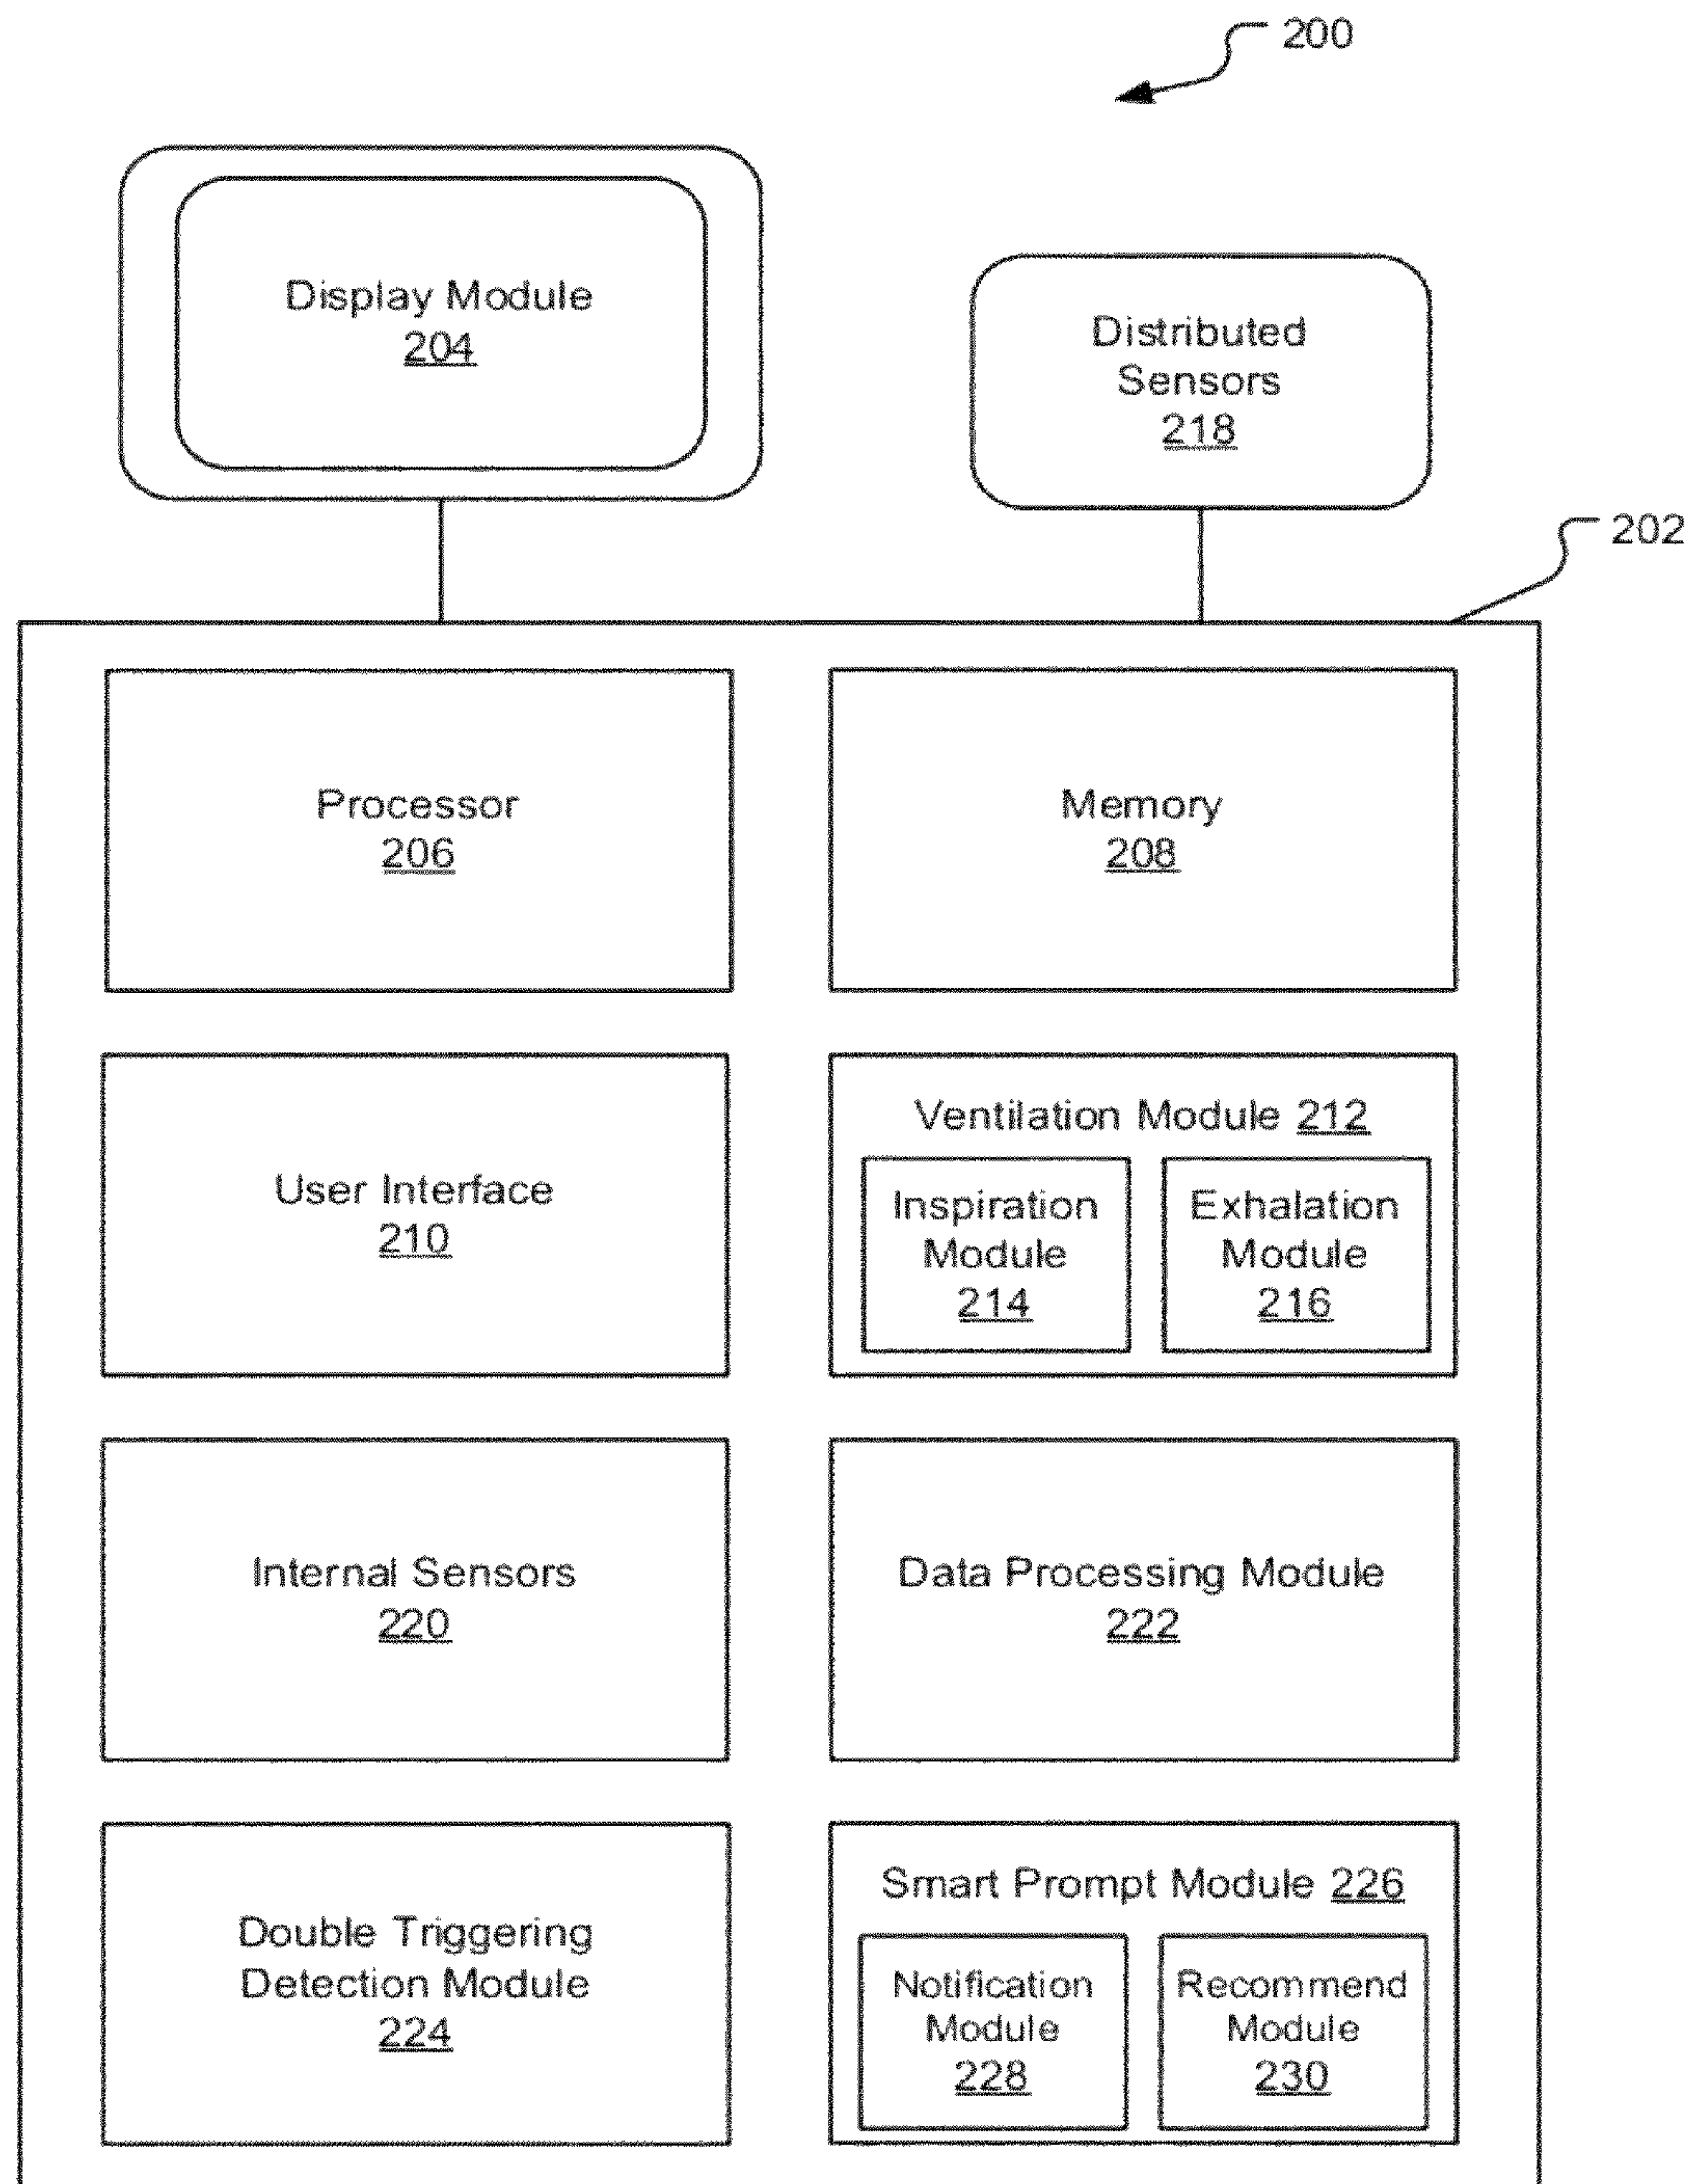 200
Display Module
204
Distributed
Sensors
218
202
Processor
206
Memory
208
User Interface
210
Ventilation Module 212
Inspiration
Module
214
Exhalation
Module
216
Internal Sensors
220
Data Processing Module
222
Double Triggering
Detection Module
224
Smart Prompt Module 226
Notification
Module
228
Recommend
Module
230